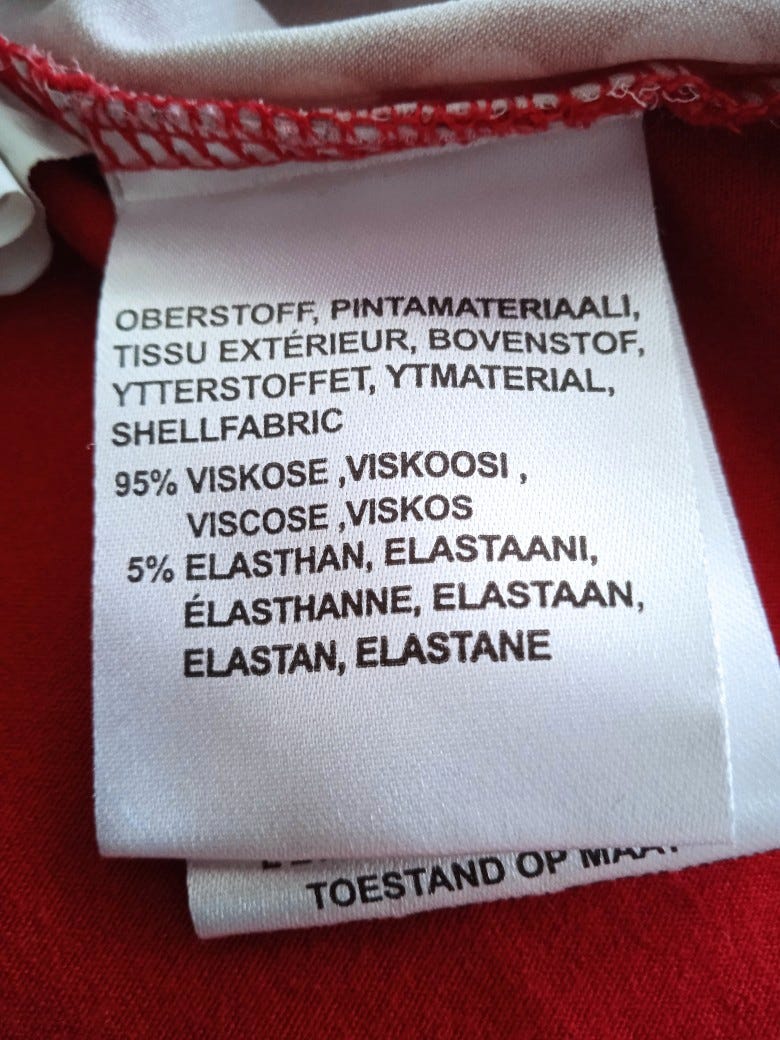 OBERSTOFF, PINTAMATERIAALI,
TISSU EXTÉRIEUR, BOVENSTOF,
YTTERSTOFFET, YTMATERIAL,
SHELLFABRIC
95% VISKOSE ,VISKOOSI ,
VISCOSE ,VISKOS
5% ELASTHAN, ELASTAANI,
ÉLASTHANNE, ELASTAAN,
ELASTAN, ELASTANE
TOESTAND OP